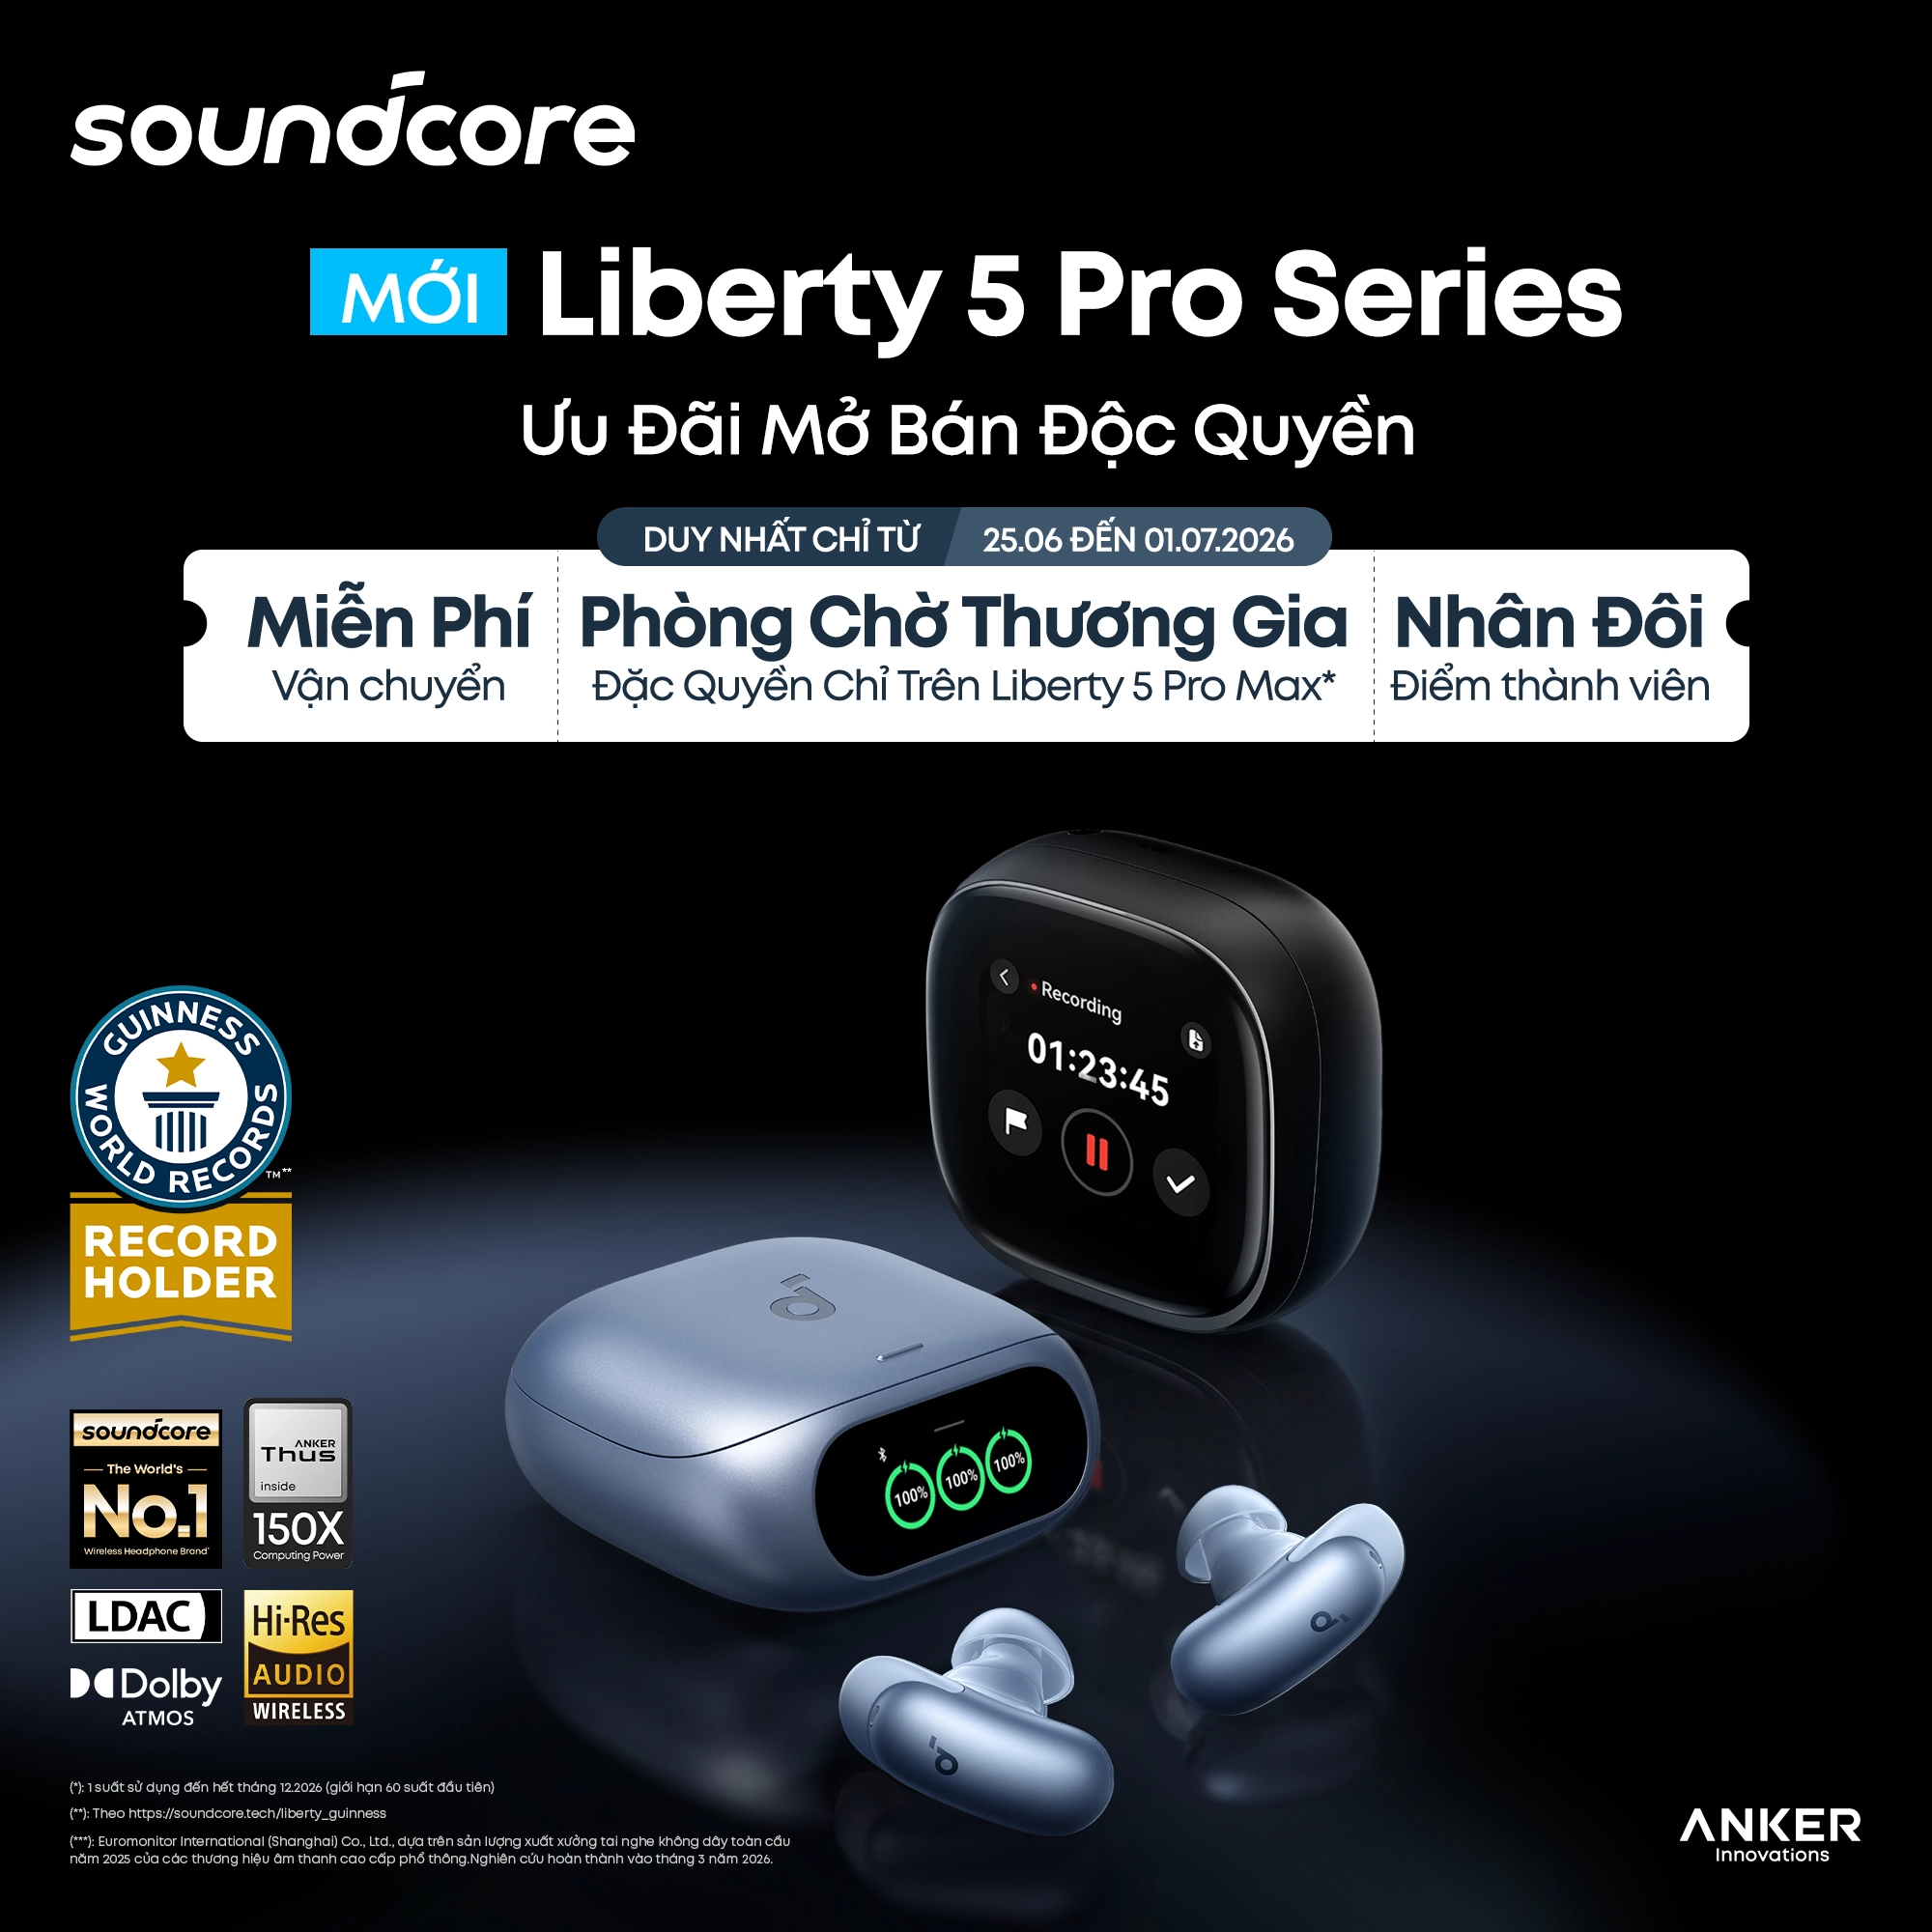 soundcore
MỚI Liberty 5 Pro Series
Ưu Đãi Mở Bán Độc Quyền
DUY NHẤT CHỈ TỪ 25.06 ĐẾN 01.07.2026
Miễn Phí
Vận chuyển
Phòng Chờ Thương Gia
Đặc Quyền Chỉ Trên Liberty 5 Pro Max*
Nhân Đôi
Điểm thành viên
Recording
01:23:45
GUINNESS
WORLD RECORDS
TM**
RECORD
HOLDER
100% 100% 100%
soundcore
The World's
No.1
Wireless Headphone Brand
ANKER
Thus
inside
150X
Computing Power
LDAC
Dolby
ATMOS
Hi-Res
AUDIO
WIRELESS
(*): 1 suất sử dụng đến hết tháng 12.2026 (giới hạn 60 suất đầu tiên)
(**): Theo https://soundcore.tech/liberty_guinness
(***): Euromonitor International (Shanghai) Co., Ltd., dựa trên sản lượng xuất xưởng tai nghe không dây toàn cầu
năm 2025 của các thương hiệu âm thanh cao cấp phổ thông.Nghiên cứu hoàn thành vào tháng 3 năm 2026.
ANKER
Innovations